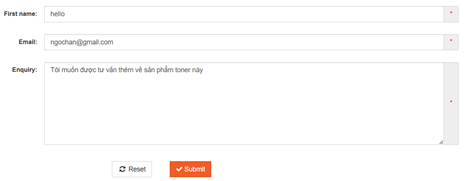 First name: hello *
Email: ngochan@gmail.com *
Enquiry: Tôi muốn được tư vấn thêm về sản phẩm toner này *
Reset Submit